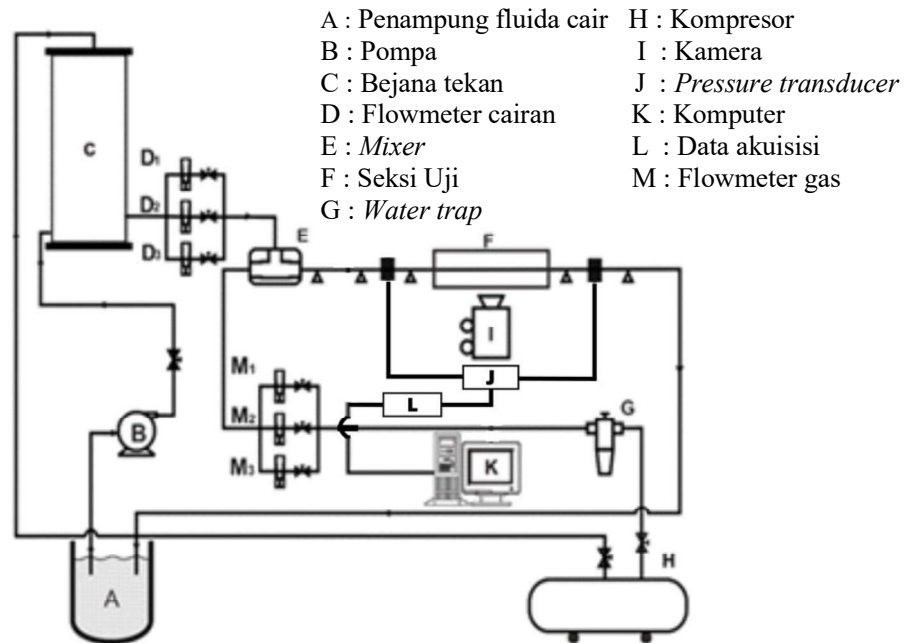 A : Penampung fluida cair H : Kompresor
B : Pompa I : Kamera
C : Bejana tekan J : Pressure transducer
D : Flowmeter cairan K : Komputer
E : Mixer L : Data akuisisi
F : Seksi Uji M : Flowmeter gas
G : Water trap
C
D1
D2
D3
E
F
I
M1
J
L
M2
G
B
M3
K
H
A